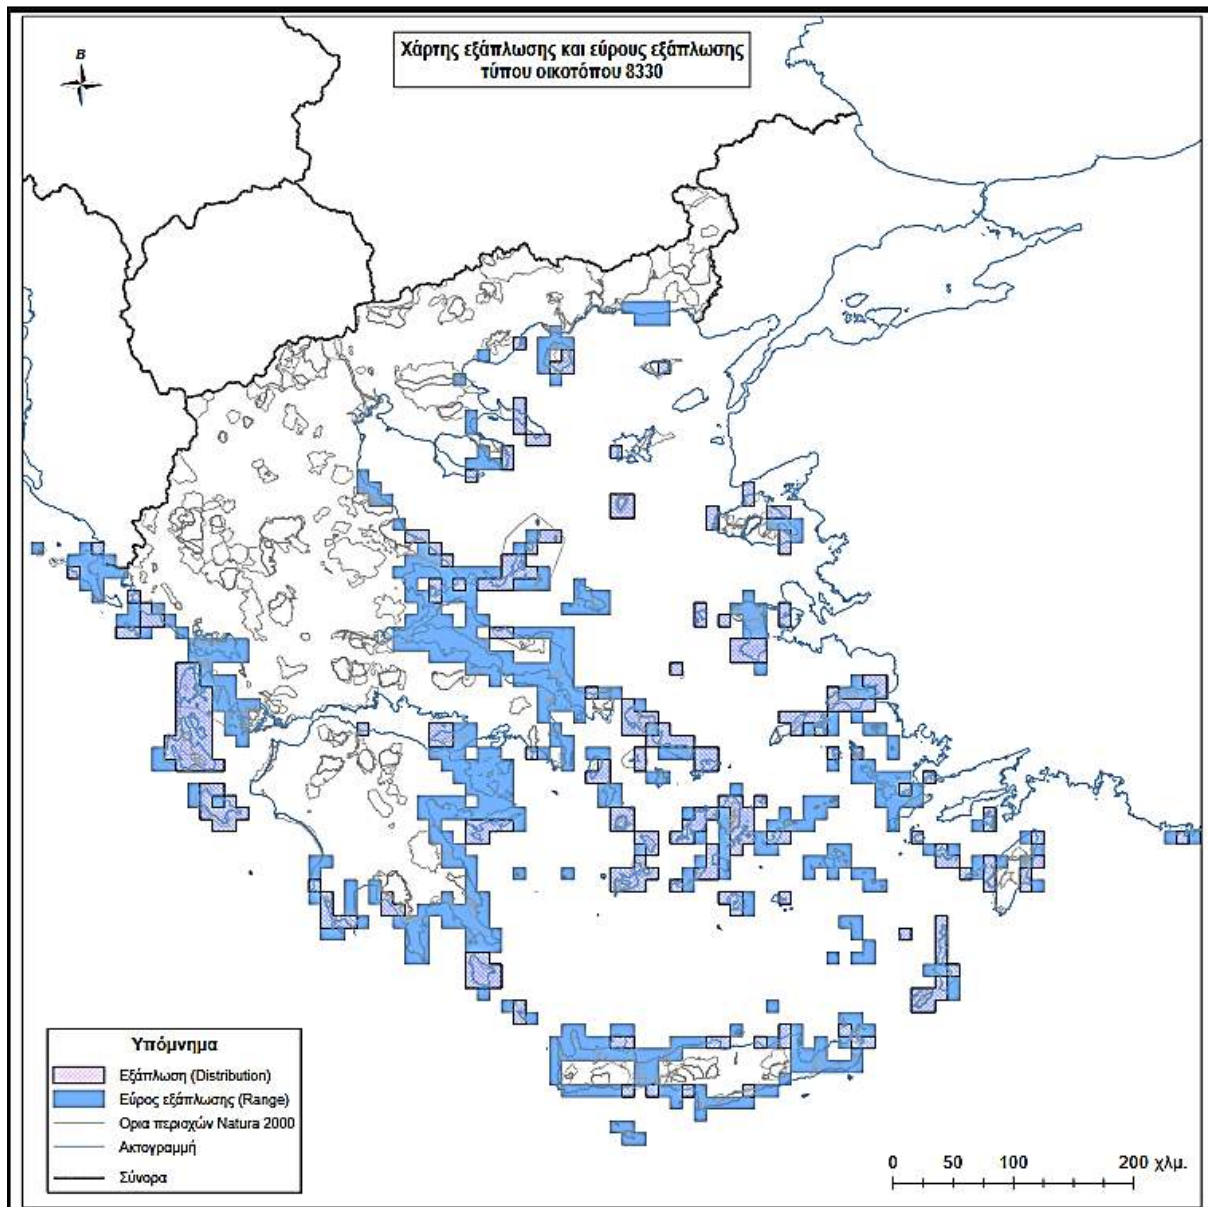 Χάρτης εξάπλωσης και εύρους εξάπλωσης
τύπου οικοτόπου 8330
Β
Υπόμνημα
Εξάπλωση (Distribution)
Εύρος εξάπλωσης (Range)
Ορια περιοχών Natura 2000
Ακτογραμμή
Σύνορα
0 50 100 200 χλμ.